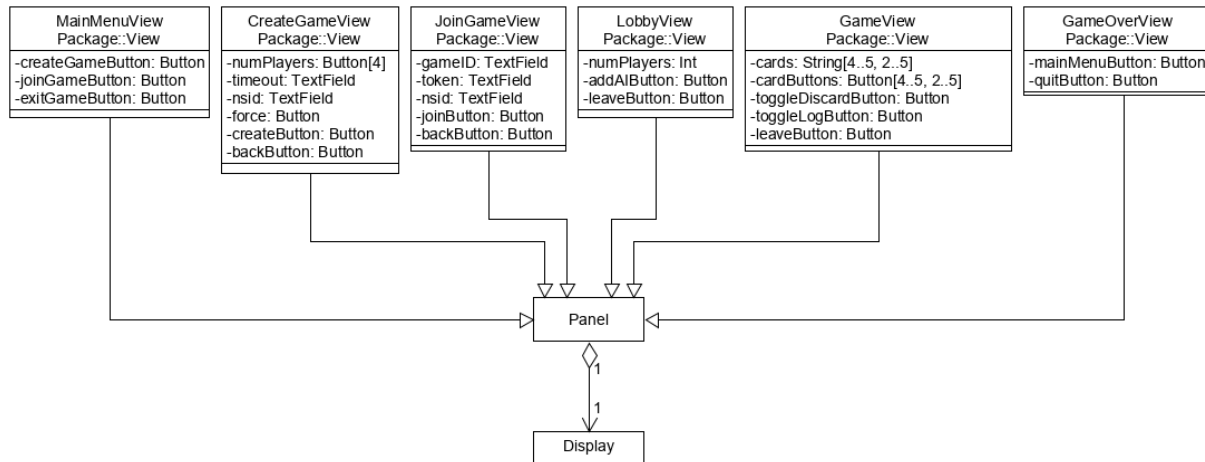 MainMenuView
Package::View
-createGameButton: Button
-joinGameButton: Button
-exitGameButton: Button
CreateGameView
Package::View
-numPlayers: Button[4]
-timeout: TextField
-nsid: TextField
-force: Button
-createButton: Button
-backButton: Button
JoinGameView
Package::View
-gameID: TextField
-token: TextField
-nsid: TextField
-joinButton: Button
-backButton: Button
LobbyView
Package::View
-numPlayers: Int
-addAIButton: Button
-leaveButton: Button
GameView
Package::View
-cards: String[4..5, 2..5]
-cardButtons: Button[4..5, 2..5]
-toggleDiscardButton: Button
-toggleLogButton: Button
-leaveButton: Button
GameOverView
Package::View
-mainMenuButton: Button
-quitButton: Button
Panel
1
1
Display